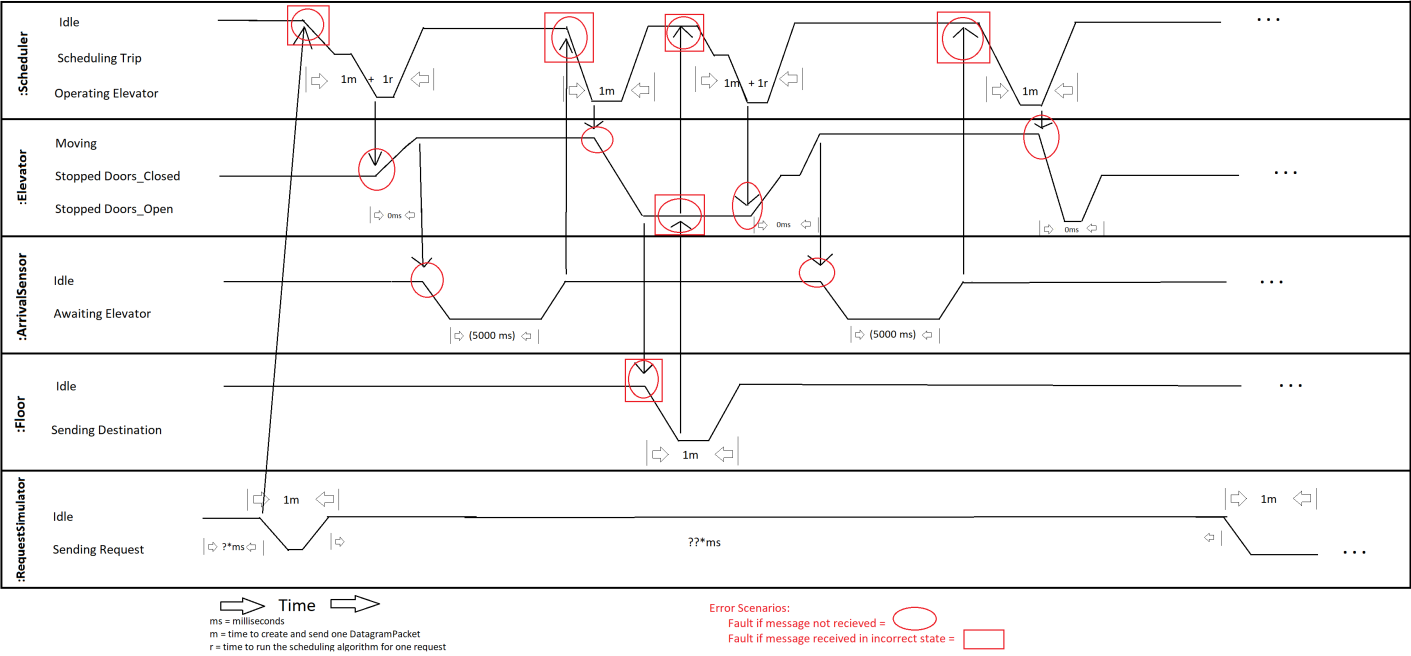 :Scheduler
Idle
Scheduling Trip
Operating Elevator
1m + 1r
1m
1m + 1r
1m
...
:Elevator
Moving
Stopped Doors_Closed
Stopped Doors_Open
0ms
0ms
0ms
...
:ArrivalSensor
Idle
Awaiting Elevator
(5000 ms)
(5000 ms)
...
:Floor
Idle
Sending Destination
1m
...
:RequestSimulator
Idle
Sending Request
?*ms
1m
??*ms
1m
...
Time
ms = milliseconds
m = time to create and send one DatagramPacket
r = time to run the scheduling algorithm for one request
Error Scenarios:
Fault if message not recieved =
Fault if message received in incorrect state =